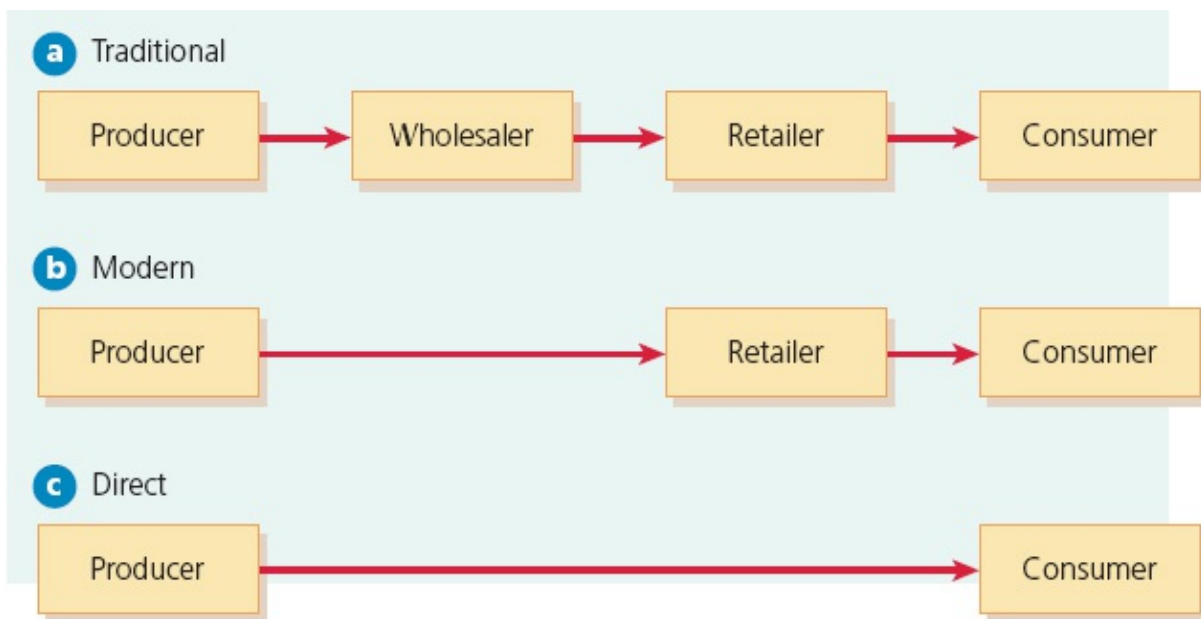 a Traditional
Producer Wholesaler Retailer Consumer
b Modern
Producer Retailer Consumer
c Direct
Producer Consumer